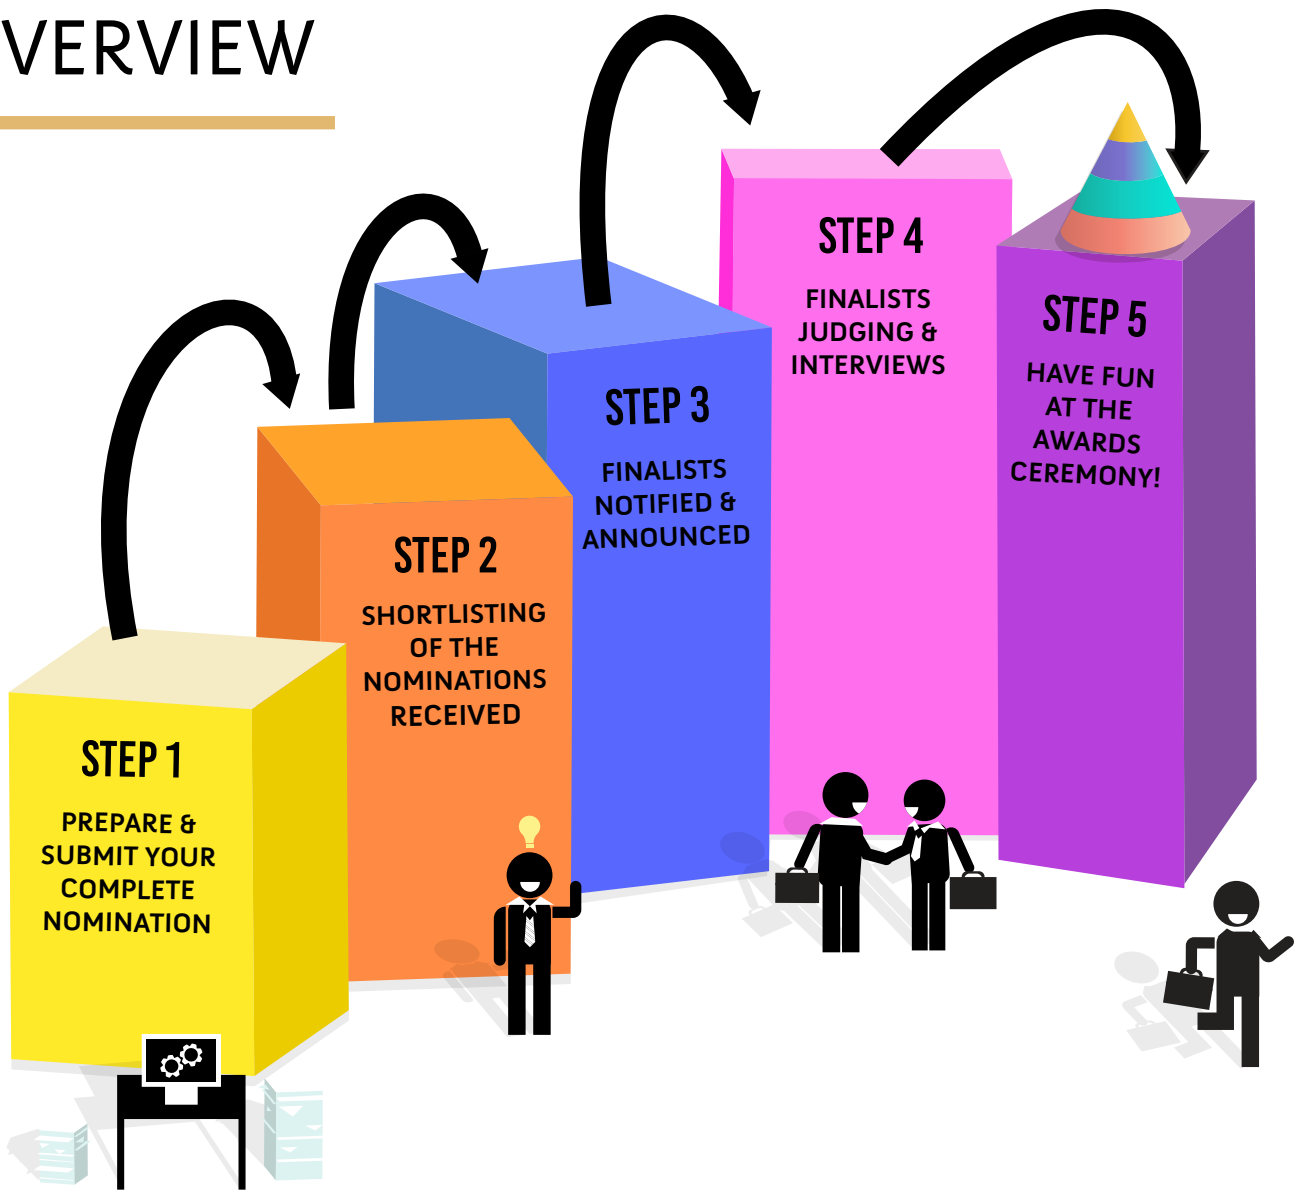 VERVIEW
STEP 1
PREPARE &
SUBMIT YOUR
COMPLETE
NOMINATION
STEP 2
SHORTLISTING
OF THE
NOMINATIONS
RECEIVED
STEP 3
FINALISTS
NOTIFIED &
ANNOUNCED
STEP 4
FINALISTS
JUDGING &
INTERVIEWS
STEP 5
HAVE FUN
AT THE
AWARDS
CEREMONY!